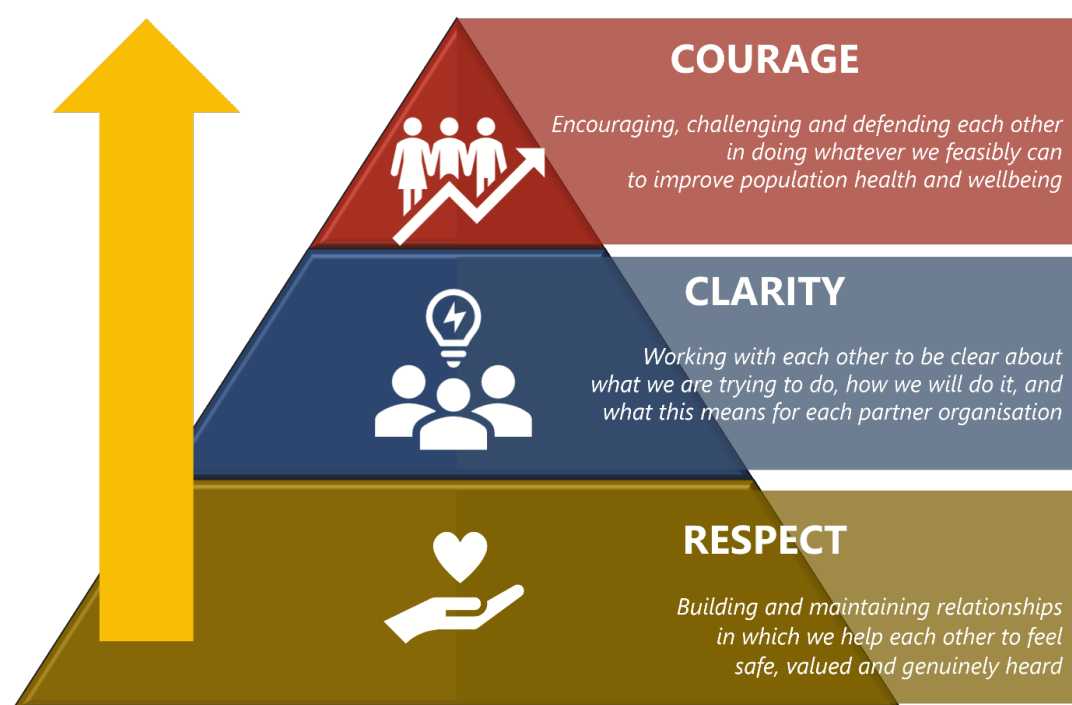 COURAGE
Encouraging, challenging and defending each other
in doing whatever we feasibly can
to improve population health and wellbeing
CLARITY
Working with each other to be clear about
what we are trying to do, how we will do it, and
what this means for each partner organisation
RESPECT
Building and maintaining relationships
in which we help each other to feel
safe, valued and genuinely heard